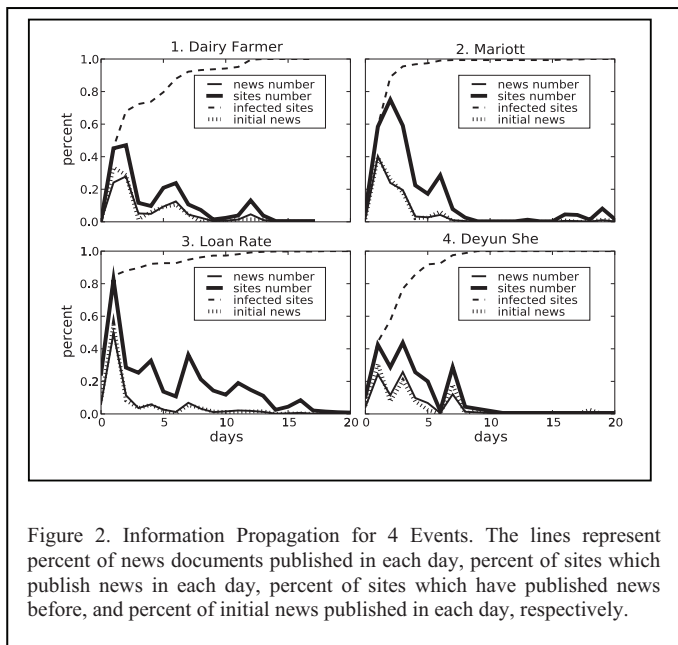 1. Dairy Farmer
2. Mariott
1.0
0.8
0.6
0.4
0.2
0.0
percent
news number
sites number
infected sites
initial news
news number
sites number
infected sites
initial news
3. Loan Rate
4. Deyun She
1.0
0.8
0.6
0.4
0.2
0.0
percent
news number
sites number
infected sites
initial news
news number
sites number
infected sites
initial news
0 5 10 15 20
0 5 10 15 20
days
days
Figure 2. Information Propagation for 4 Events. The lines represent
percent of news documents published in each day, percent of sites which
publish news in each day, percent of sites which have published news
before, and percent of initial news published in each day, respectively.